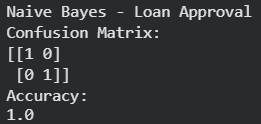 Naive Bayes - Loan Approval
Confusion Matrix:
[[1 0]
 [0 1]]
Accuracy:
1.0